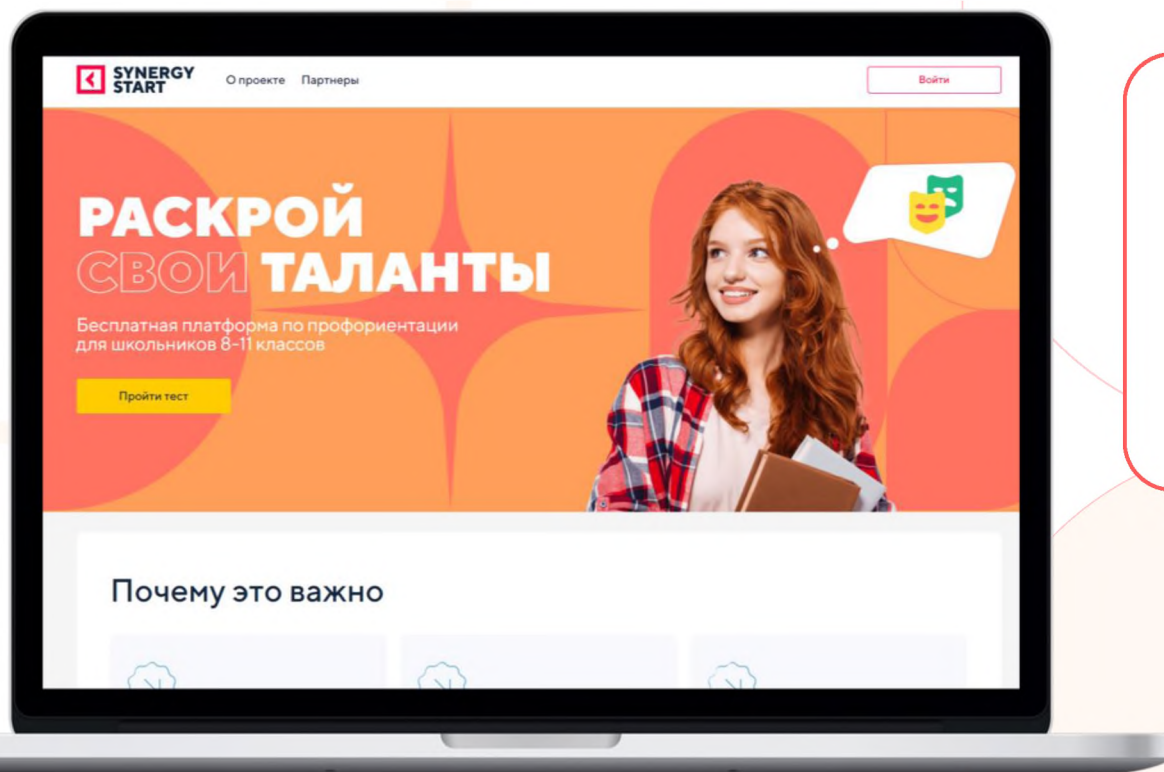 SYNERGY
START
О проекте Партнеры
Войти
РАСКРОЙ
СВОИ ТАЛАНТЫ
Бесплатная платформа по профориентации
для школьников 8-11 классов
Пройти тест
Почему это важно